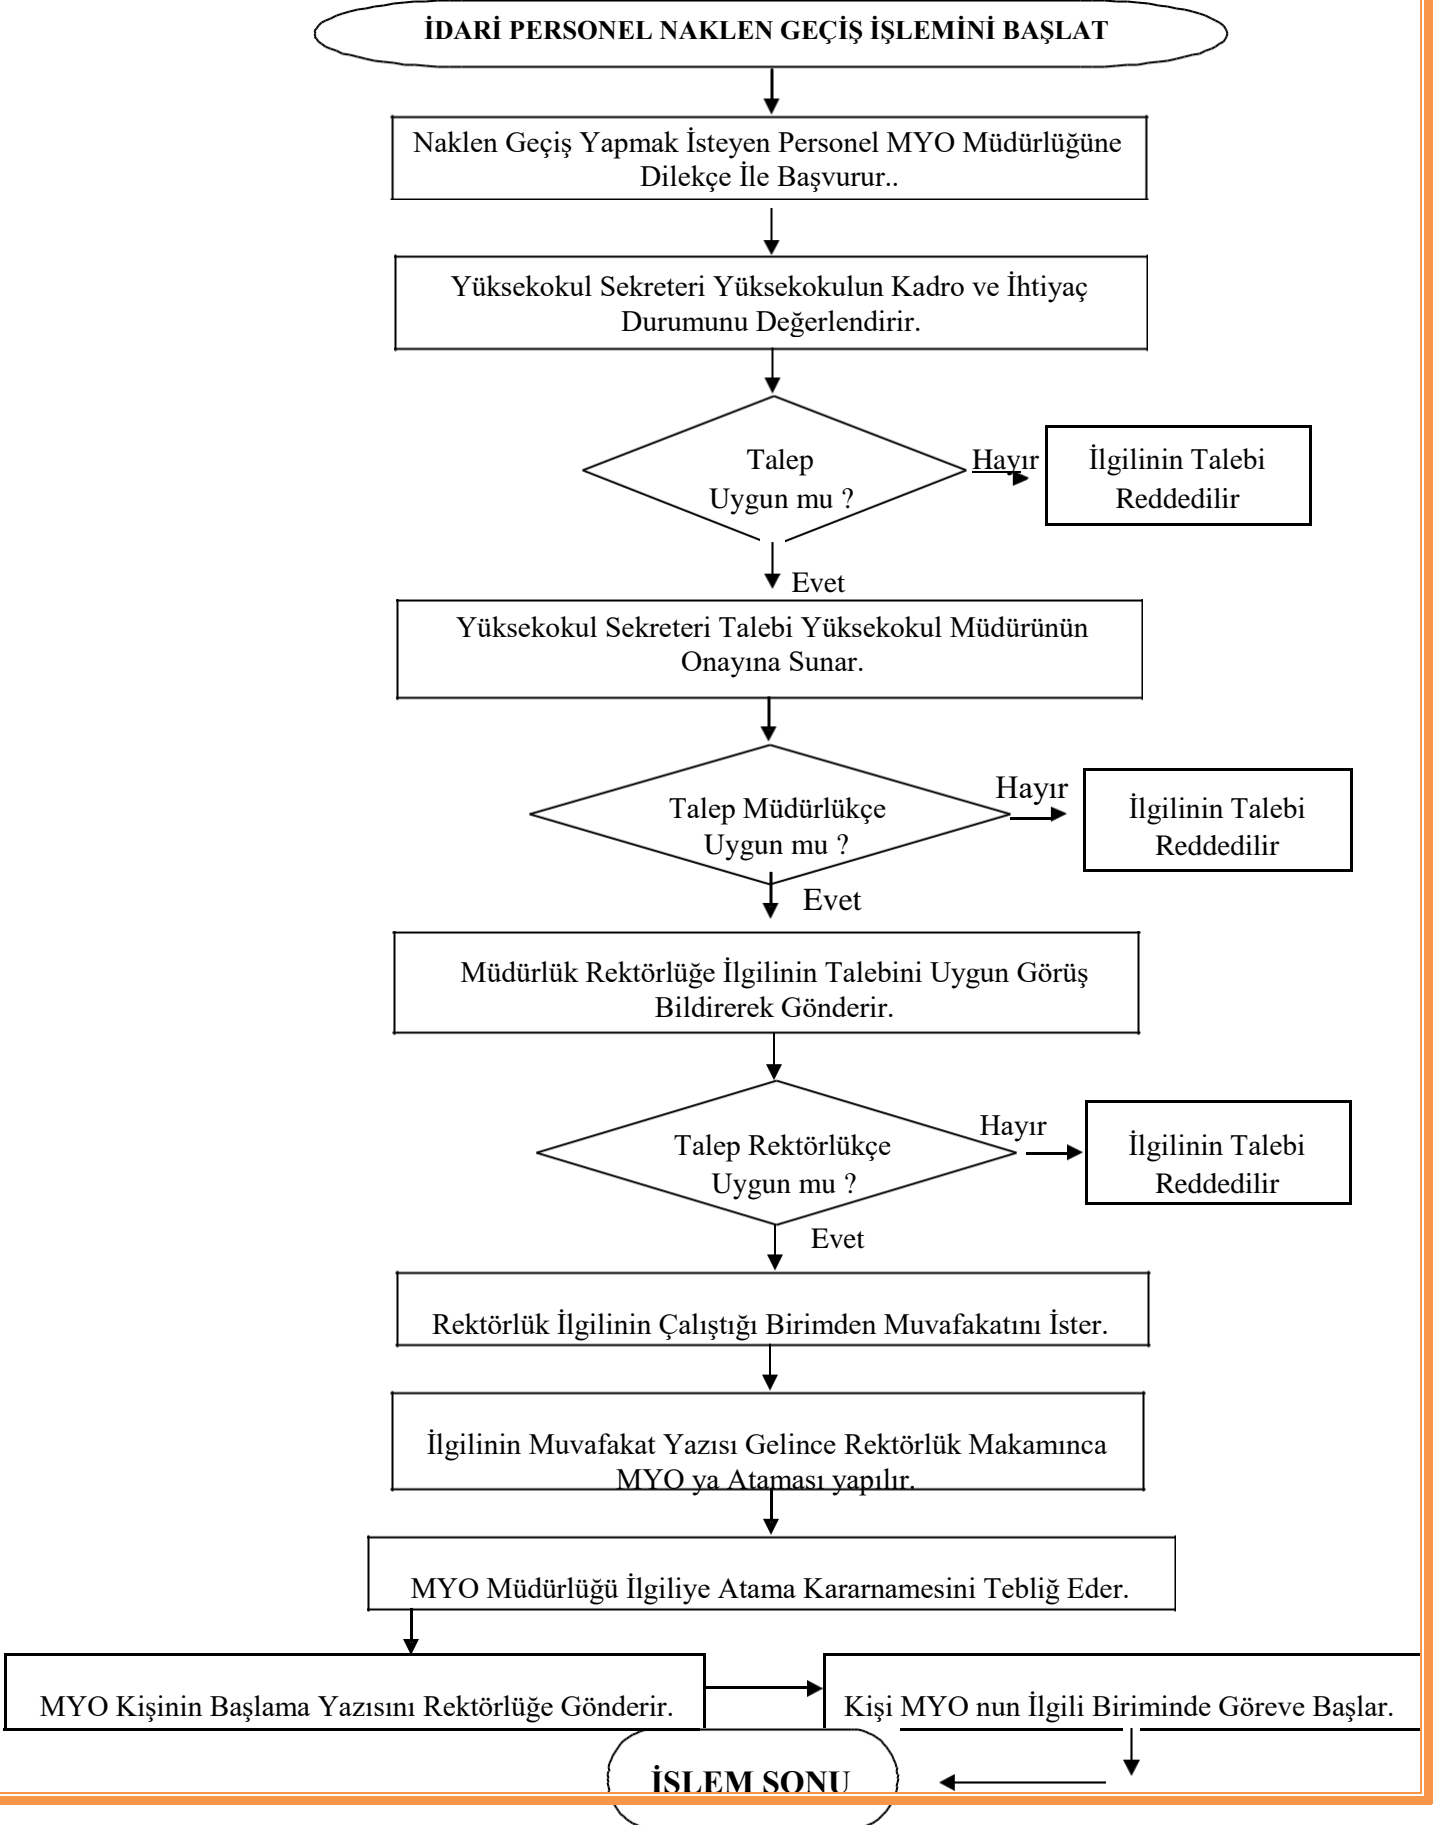 İDARİ PERSONEL NAKLEN GEÇİŞ İŞLEMİNİ BAŞLAT
Naklen Geçiş Yapmak İsteyen Personel MYO Müdürlüğüne
Dilekçe İle Başvurur..
Yüksekokul Sekreteri Yüksekokulun Kadro ve İhtiyaç
Durumunu Değerlendirir.
Talep
Uygun mu ?
Hayır
İlgilinin Talebi
Reddedilir
Evet
Yüksekokul Sekreteri Talebi Yüksekokul Müdürünün
Onayına Sunar.
Talep Müdürlükçe
Uygun mu ?
Hayır
İlgilinin Talebi
Reddedilir
Evet
Müdürlük Rektörlüğe İlgilinin Talebini Uygun Görüş
Bildirerek Gönderir.
Talep Rektörlükçe
Uygun mu ?
Hayır
İlgilinin Talebi
Reddedilir
Evet
Rektörlük İlgilinin Çalıştığı Birimden Muvafakatını İster.
İlgilinin Muvafakat Yazısı Gelince Rektörlük Makamınca
MYO ya Ataması yapılır.
MYO Müdürlüğü İlgiliye Atama Kararnamesini Tebliğ Eder.
MYO Kişinin Başlama Yazısını Rektörlüğe Gönderir.
Kişi MYO nun İlgili Biriminde Göreve Başlar.
İŞLEM SONU